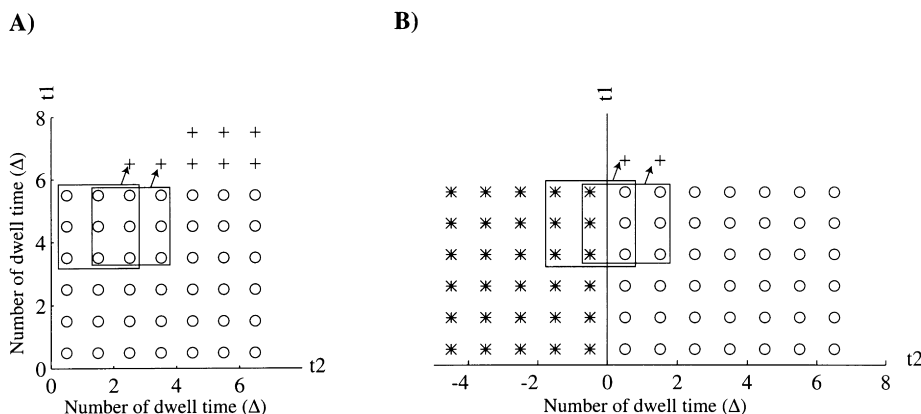 A)
t1
Number of dwell time (Δ)
8
6
4
2
0
0 2 4 6
t2
Number of dwell time (Δ)
B)
t1
-4 -2 0 2 4 6 8
t2
Number of dwell time (Δ)